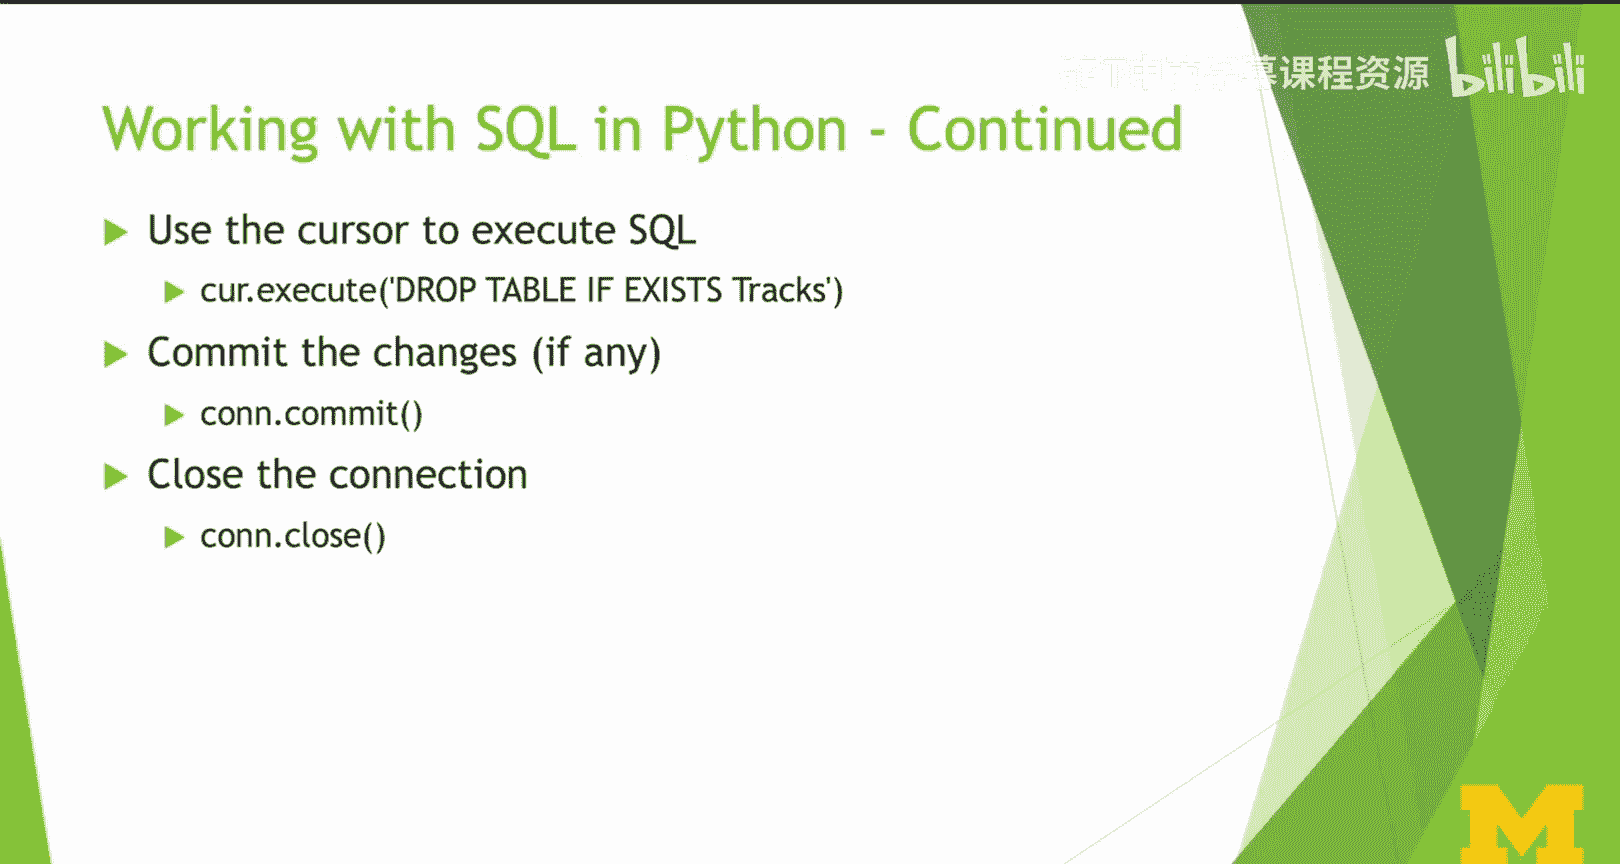 课程资源 bilibili
Working with SQL in Python - Continued
Use the cursor to execute SQL
cur.execute('DROP TABLE IF EXISTS Tracks')
Commit the changes (if any)
conn.commit()
Close the connection
conn.close()
M